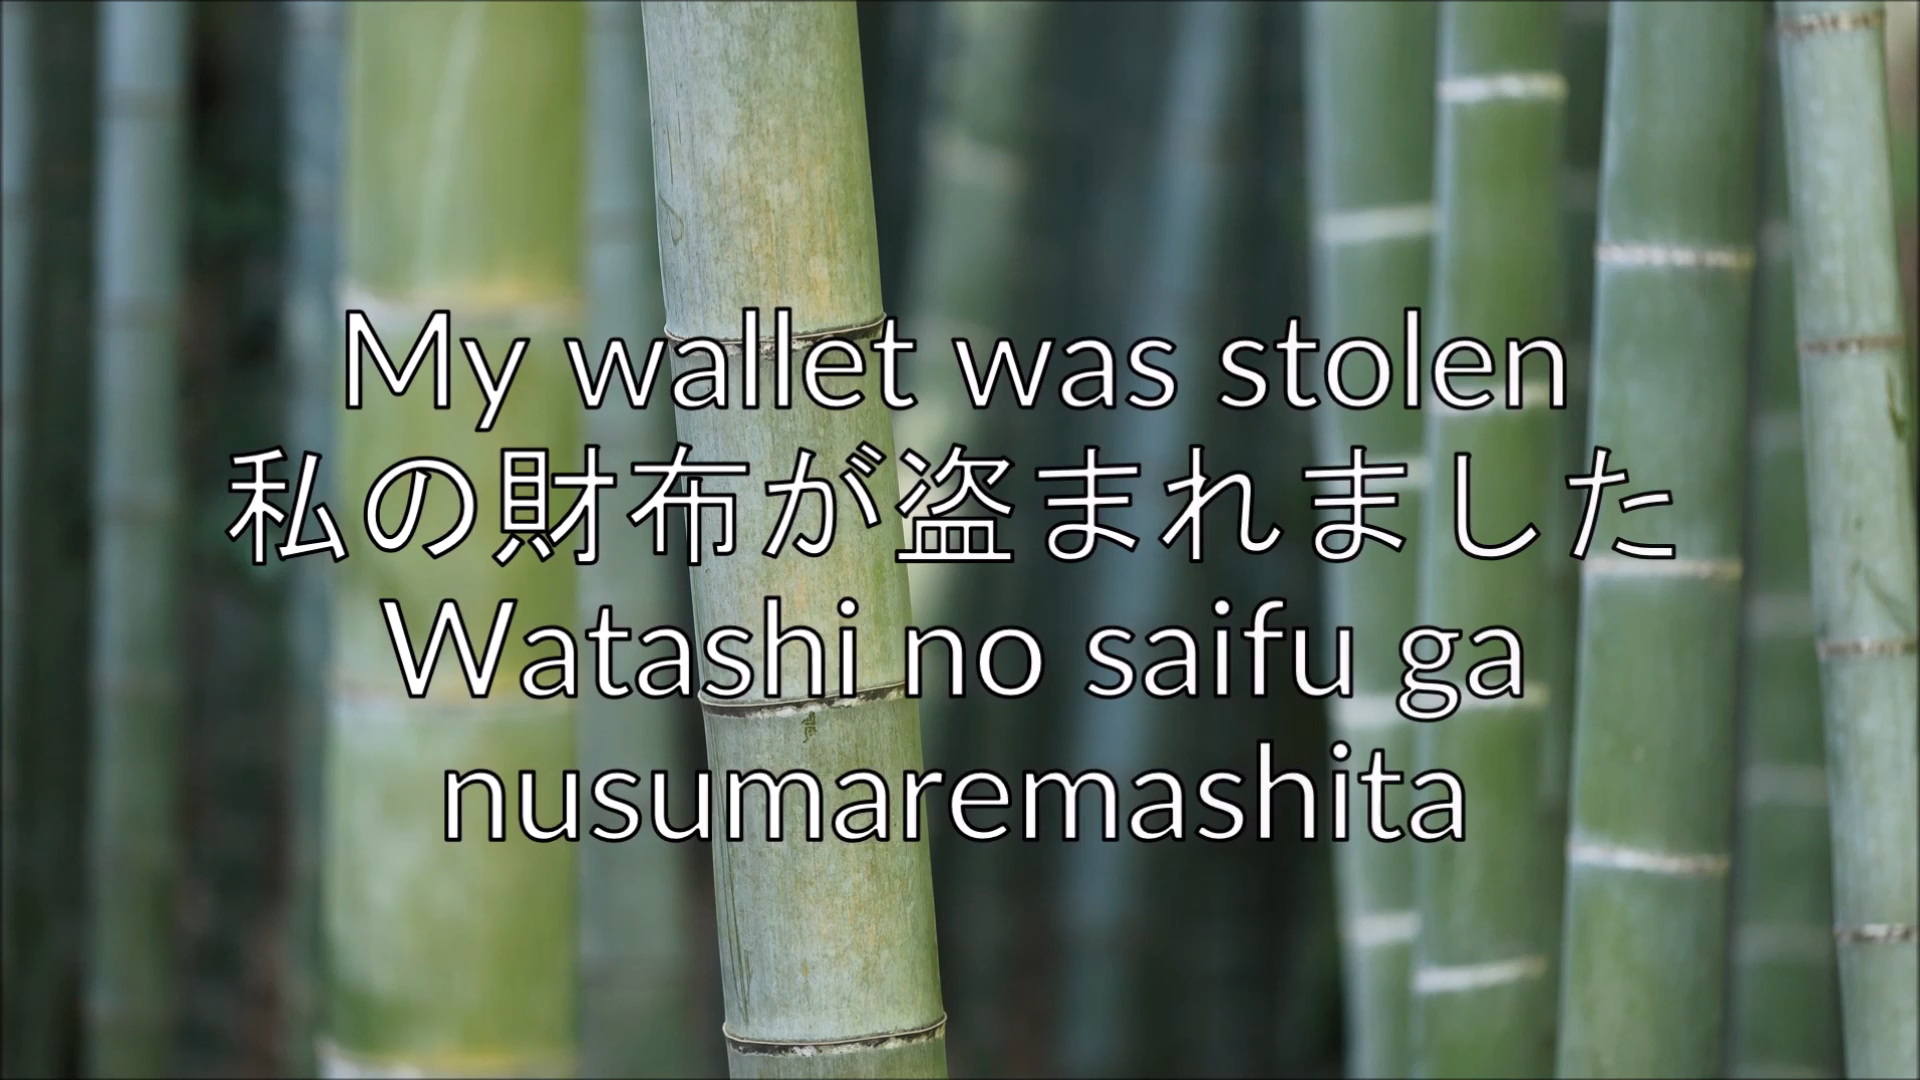 My wallet was stolen
私の財布が盗まれました
Watashi no saifu ga
nusumaremashita